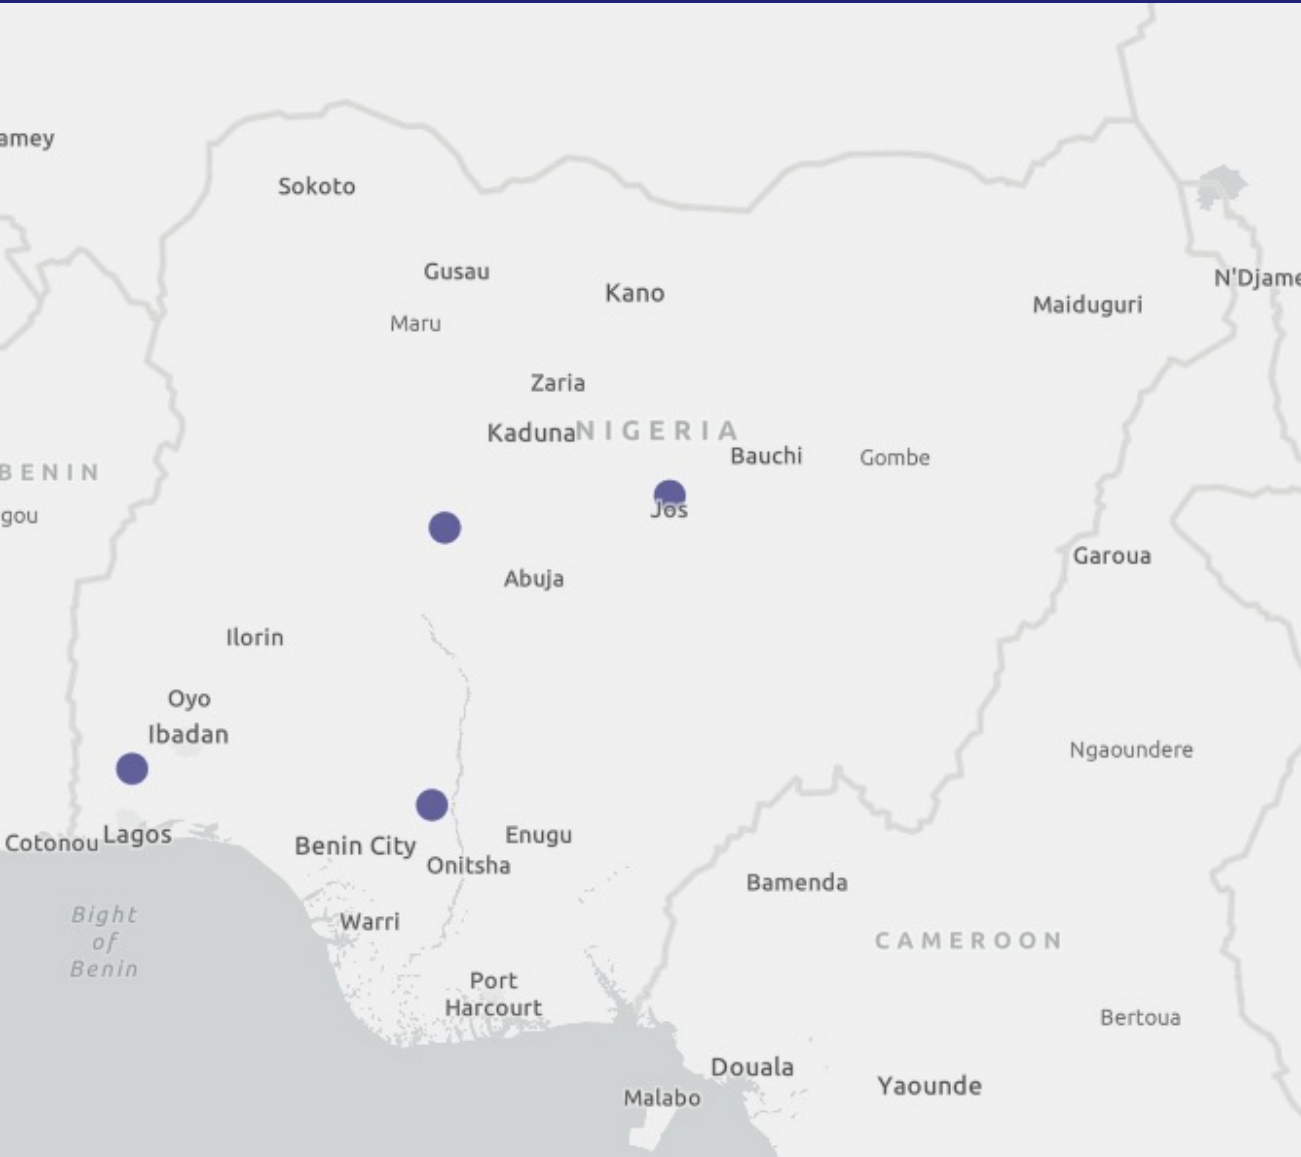 amey
Sokoto
Gusau
Kano
N'Djame
Maiduguri
Maru
Zaria
Kaduna
NIGERIA
Bauchi
Gombe
BENIN
Jos
gou
Garoua
Abuja
Ilorin
Oyo
Ibadan
Ngaoundere
Lagos
Cotonou
Enugu
Benin City
Onitsha
Bamenda
Bight
of
Benin
Warri
CAMEROON
Port
Harcourt
Bertoua
Douala
Yaounde
Malabo